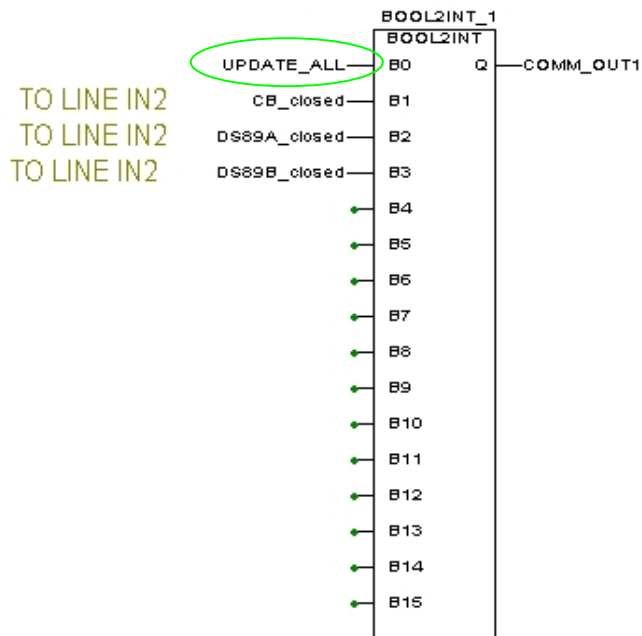 BOOL2INT_1
BOOL2INT
UPDATE_ALL B0 Q COMM_OUT1
TO LINE IN2 CB_closed B1
TO LINE IN2 DS89A_closed B2
TO LINE IN2 DS89B_closed B3
B4
B5
B6
B7
B8
B9
B10
B11
B12
B13
B14
B15